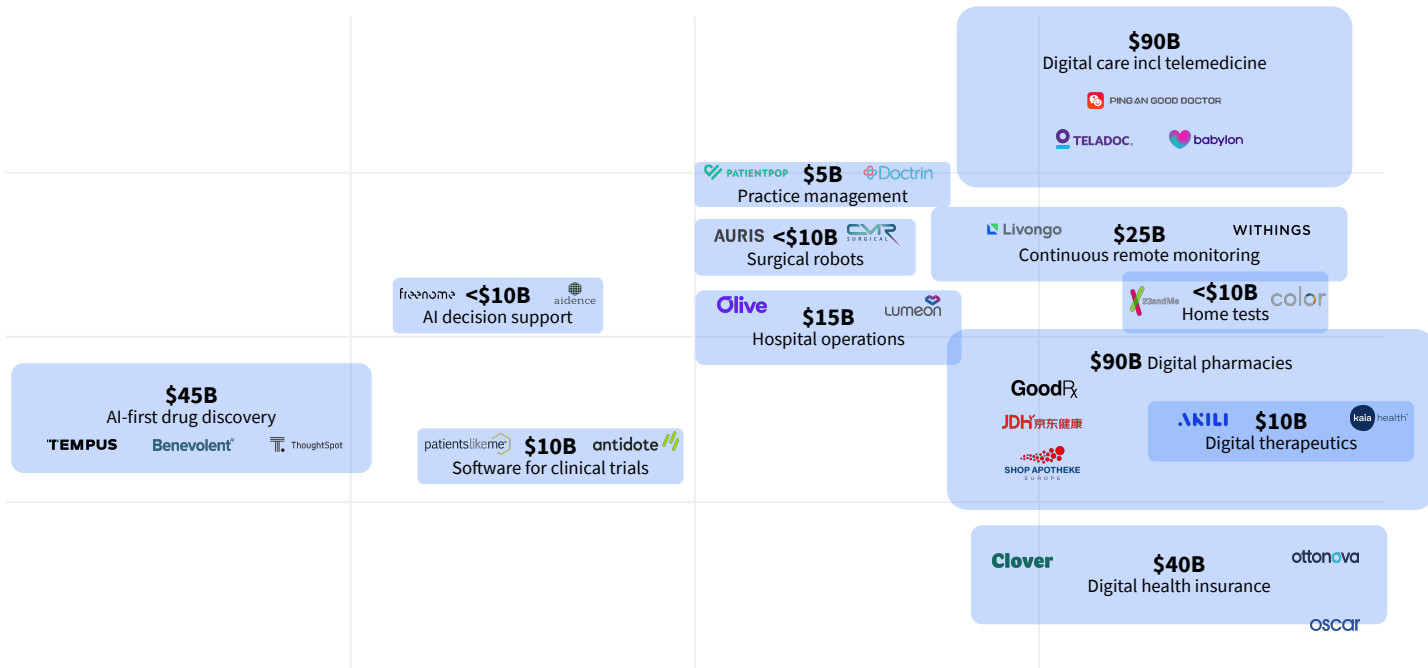 $90B
Digital care incl telemedicine
PING AN GOOD DOCTOR
TELADOC. babylon
PATIENTPOP $5B Doctrin
Practice management
AURIS <$10B CMR SURGICAL
Surgical robots
Livongo $25B WITHINGS
Continuous remote monitoring
freenome <$10B aidence
AI decision support
Olive $15B LUMEON
Hospital operations
23andMe <$10B color
Home tests
$90B Digital pharmacies
GoodRx
JDH 京东健康
SHOP APOTHEKE
EUROPE
AKILI $10B kaia health
Digital therapeutics
$45B
AI-first drug discovery
TEMPUS Benevolent AI T. ThoughtSpot
patientslikeme $10B antidote
Software for clinical trials
Clover $40B ottonova
Digital health insurance
oscar